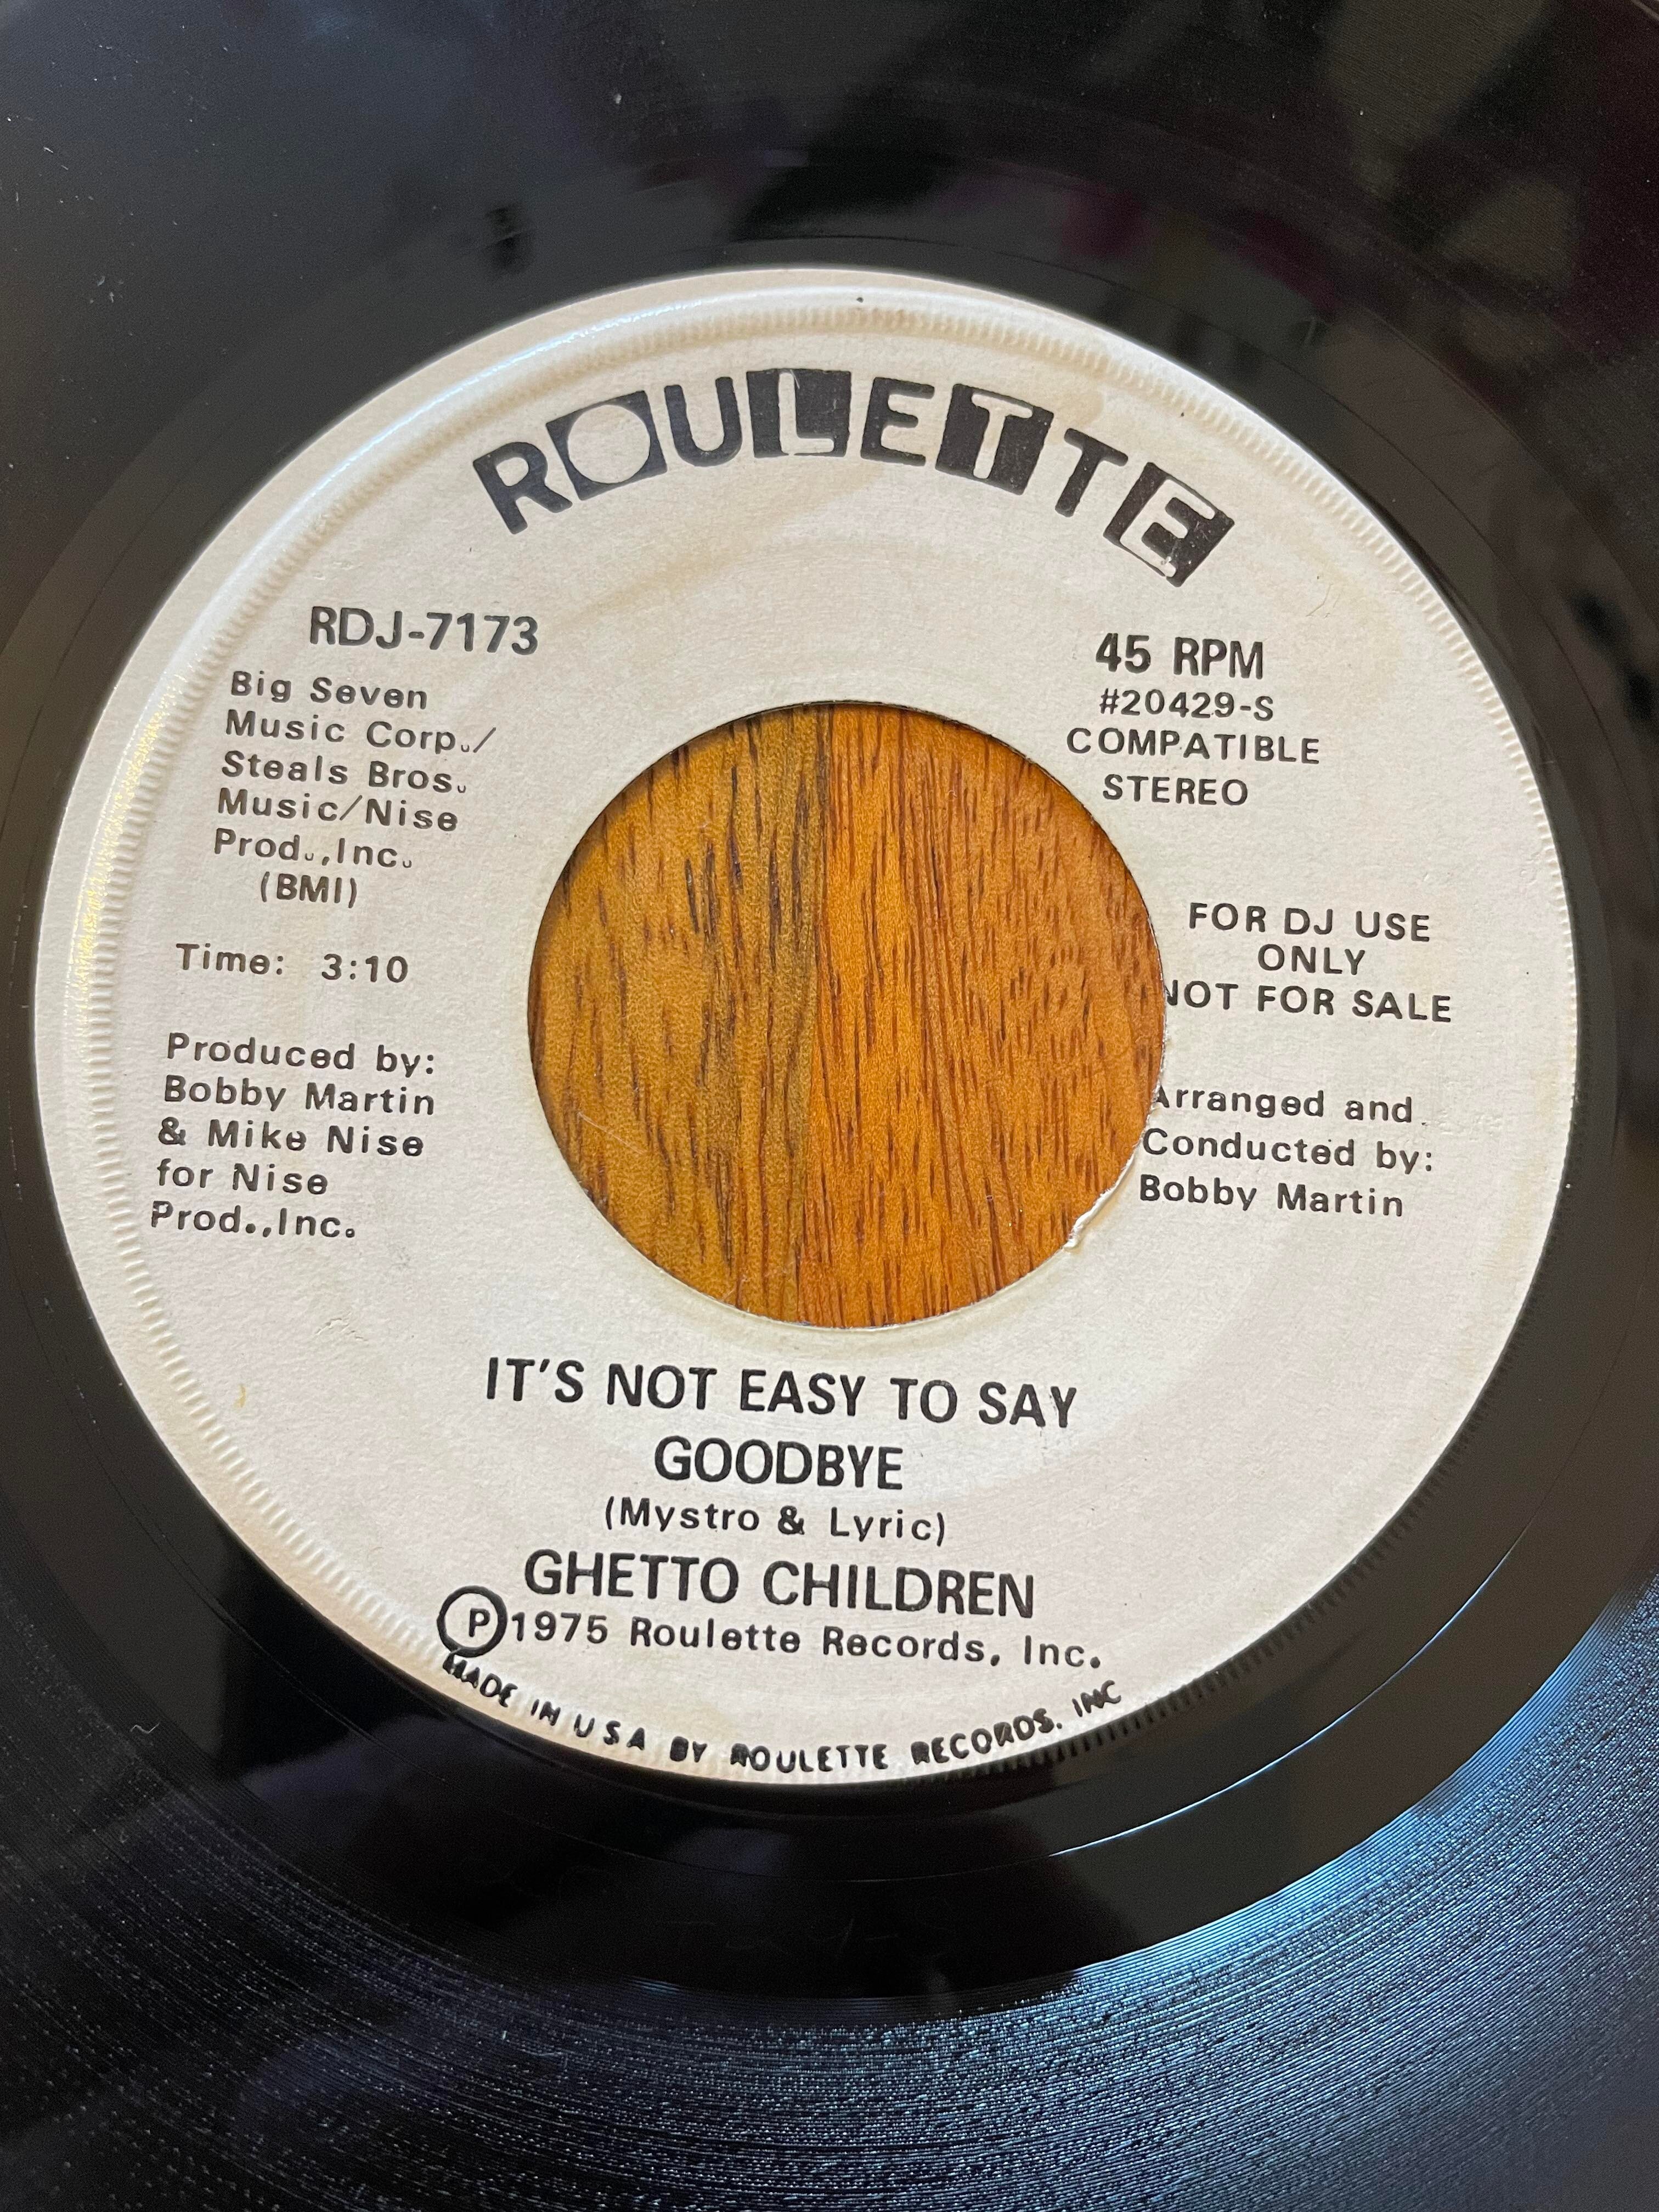 ROULETTE
RDJ-7173
Big Seven
Music Corp./
Steals Bros.
Music/Nise
Prod.,Inc.
(BMI)
Time: 3:10
Produced by:
Bobby Martin
& Mike Nise
for Nise
Prod.,Inc.
45 RPM
#20429-S
COMPATIBLE
STEREO
FOR DJ USE
ONLY
NOT FOR SALE
Arranged and
Conducted by:
Bobby Martin
IT'S NOT EASY TO SAY
GOODBYE
(Mystro & Lyric)
GHETTO CHILDREN
Ⓟ1975 Roulette Records, Inc.
MADE IN USA BY ROULETTE RECORDS, INC